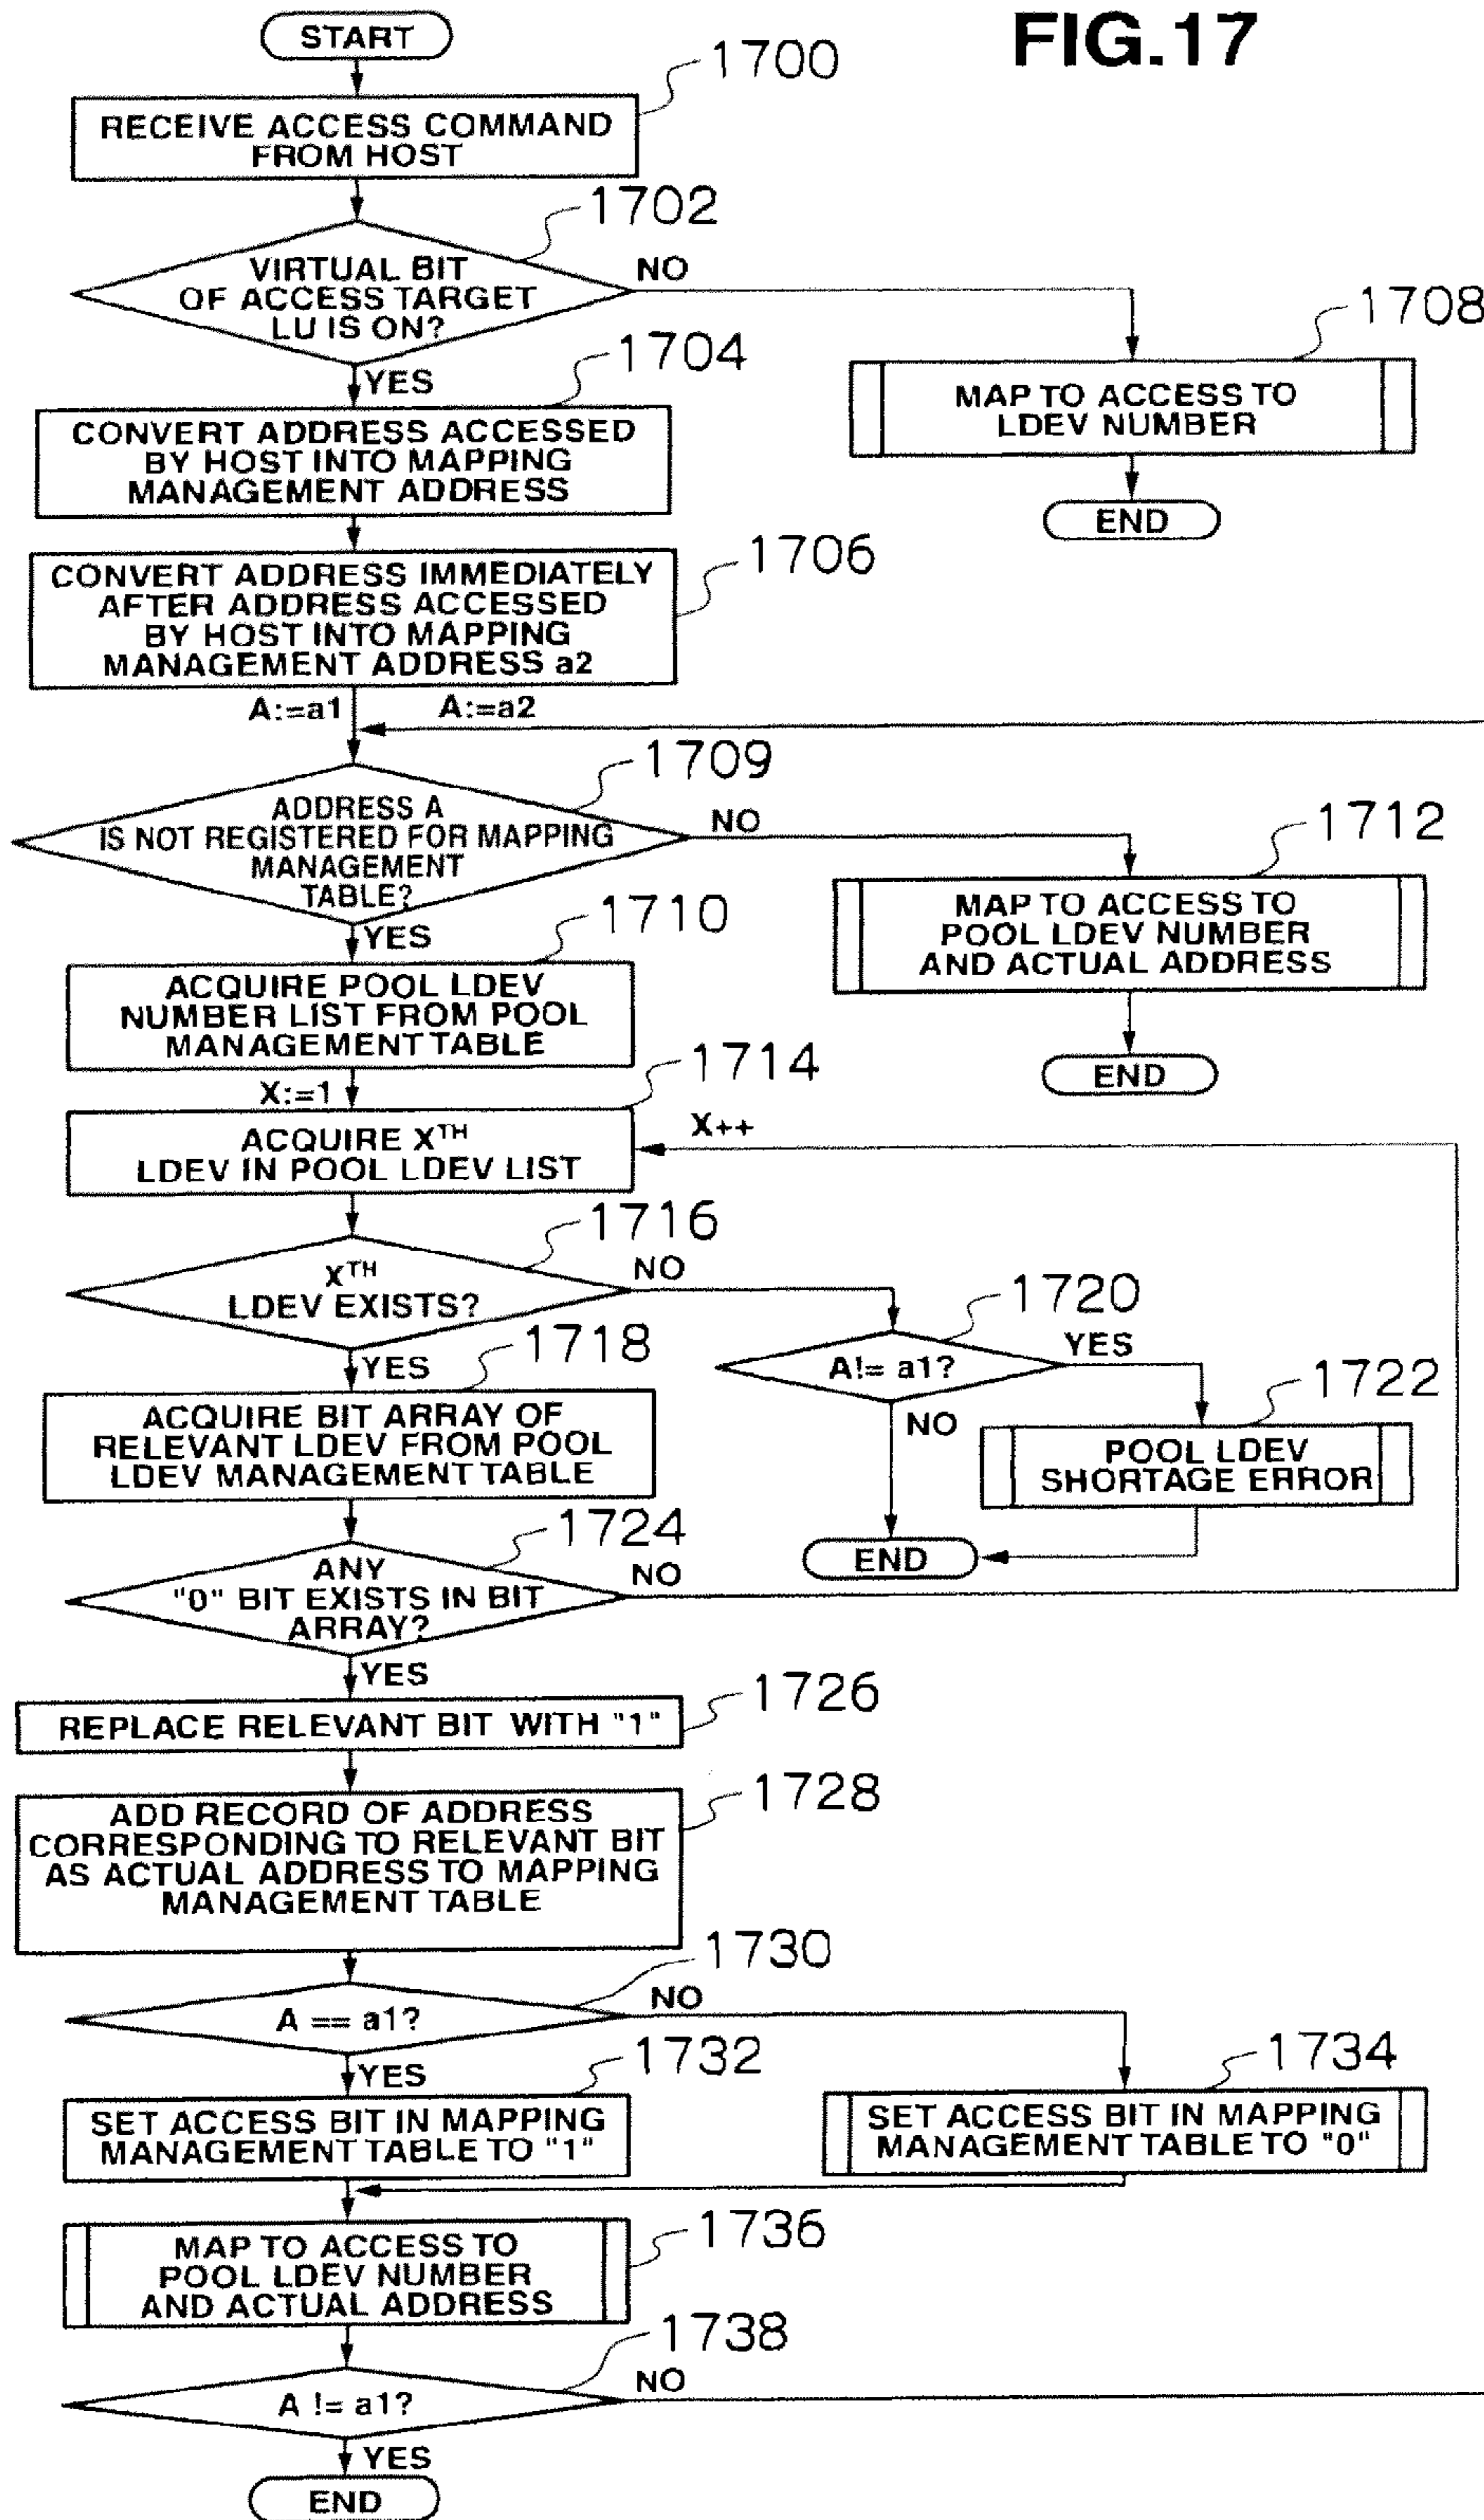 FIG.17
START
1700
RECEIVE ACCESS COMMAND
FROM HOST
1702
VIRTUAL BIT
OF ACCESS TARGET
LU IS ON?
NO
YES
1704
CONVERT ADDRESS ACCESSED
BY HOST INTO MAPPING
MANAGEMENT ADDRESS
1708
MAP TO ACCESS TO
LDEV NUMBER
END
1706
CONVERT ADDRESS IMMEDIATELY
AFTER ADDRESS ACCESSED
BY HOST INTO MAPPING
MANAGEMENT ADDRESS a2
A:=a1
A:=a2
1709
ADDRESS A
IS NOT REGISTERED FOR MAPPING
MANAGEMENT
TABLE?
NO
YES
1712
MAP TO ACCESS TO
POOL LDEV NUMBER
AND ACTUAL ADDRESS
END
1710
ACQUIRE POOL LDEV
NUMBER LIST FROM POOL
MANAGEMENT TABLE
X:=1
1714
ACQUIRE XTH
LDEV IN POOL LDEV LIST
X++
1716
XTH
LDEV EXISTS?
NO
YES
1720
A!= a1?
YES
NO
1722
POOL LDEV
SHORTAGE ERROR
END
1718
ACQUIRE BIT ARRAY OF
RELEVANT LDEV FROM POOL
LDEV MANAGEMENT TABLE
1724
ANY
"0" BIT EXISTS IN BIT
ARRAY?
NO
YES
1726
REPLACE RELEVANT BIT WITH "1"
1728
ADD RECORD OF ADDRESS
CORRESPONDING TO RELEVANT BIT
AS ACTUAL ADDRESS TO MAPPING
MANAGEMENT TABLE
1730
A == a1?
NO
YES
1732
SET ACCESS BIT IN MAPPING
MANAGEMENT TABLE TO "1"
1734
SET ACCESS BIT IN MAPPING
MANAGEMENT TABLE TO "0"
1736
MAP TO ACCESS TO
POOL LDEV NUMBER
AND ACTUAL ADDRESS
1738
A != a1?
NO
YES
END